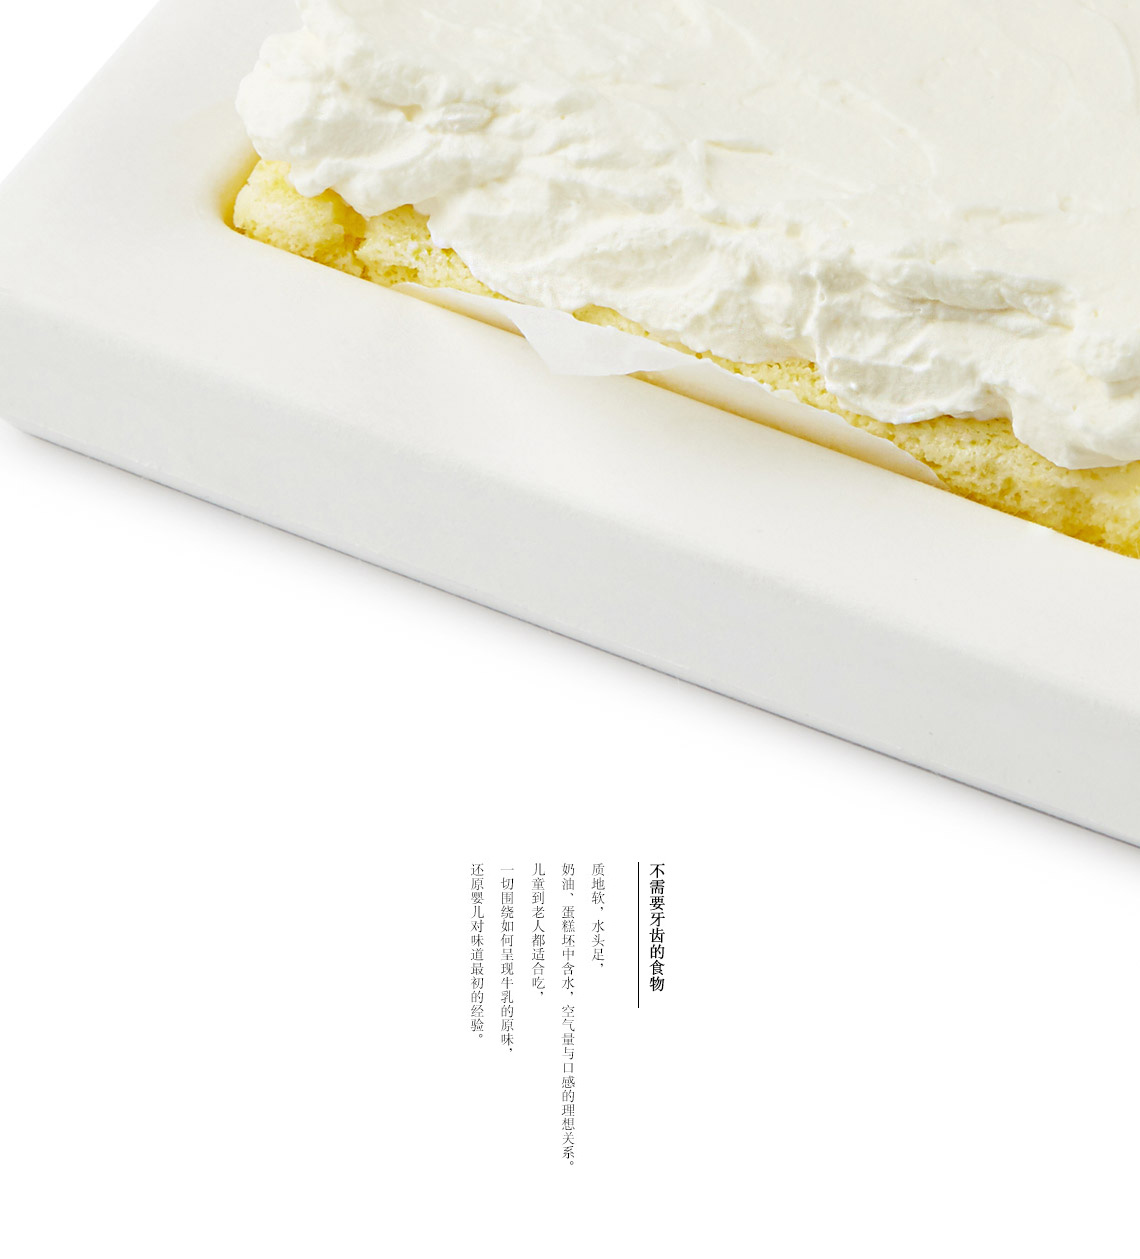 不需要牙齿的食物
质地软，水头足，
奶油、蛋糕坯中含水，空气量与口感的理想关系。
儿童到老人都适合吃，
一切围绕如何呈现牛乳的原味，
还原婴儿对味道最初的经验。